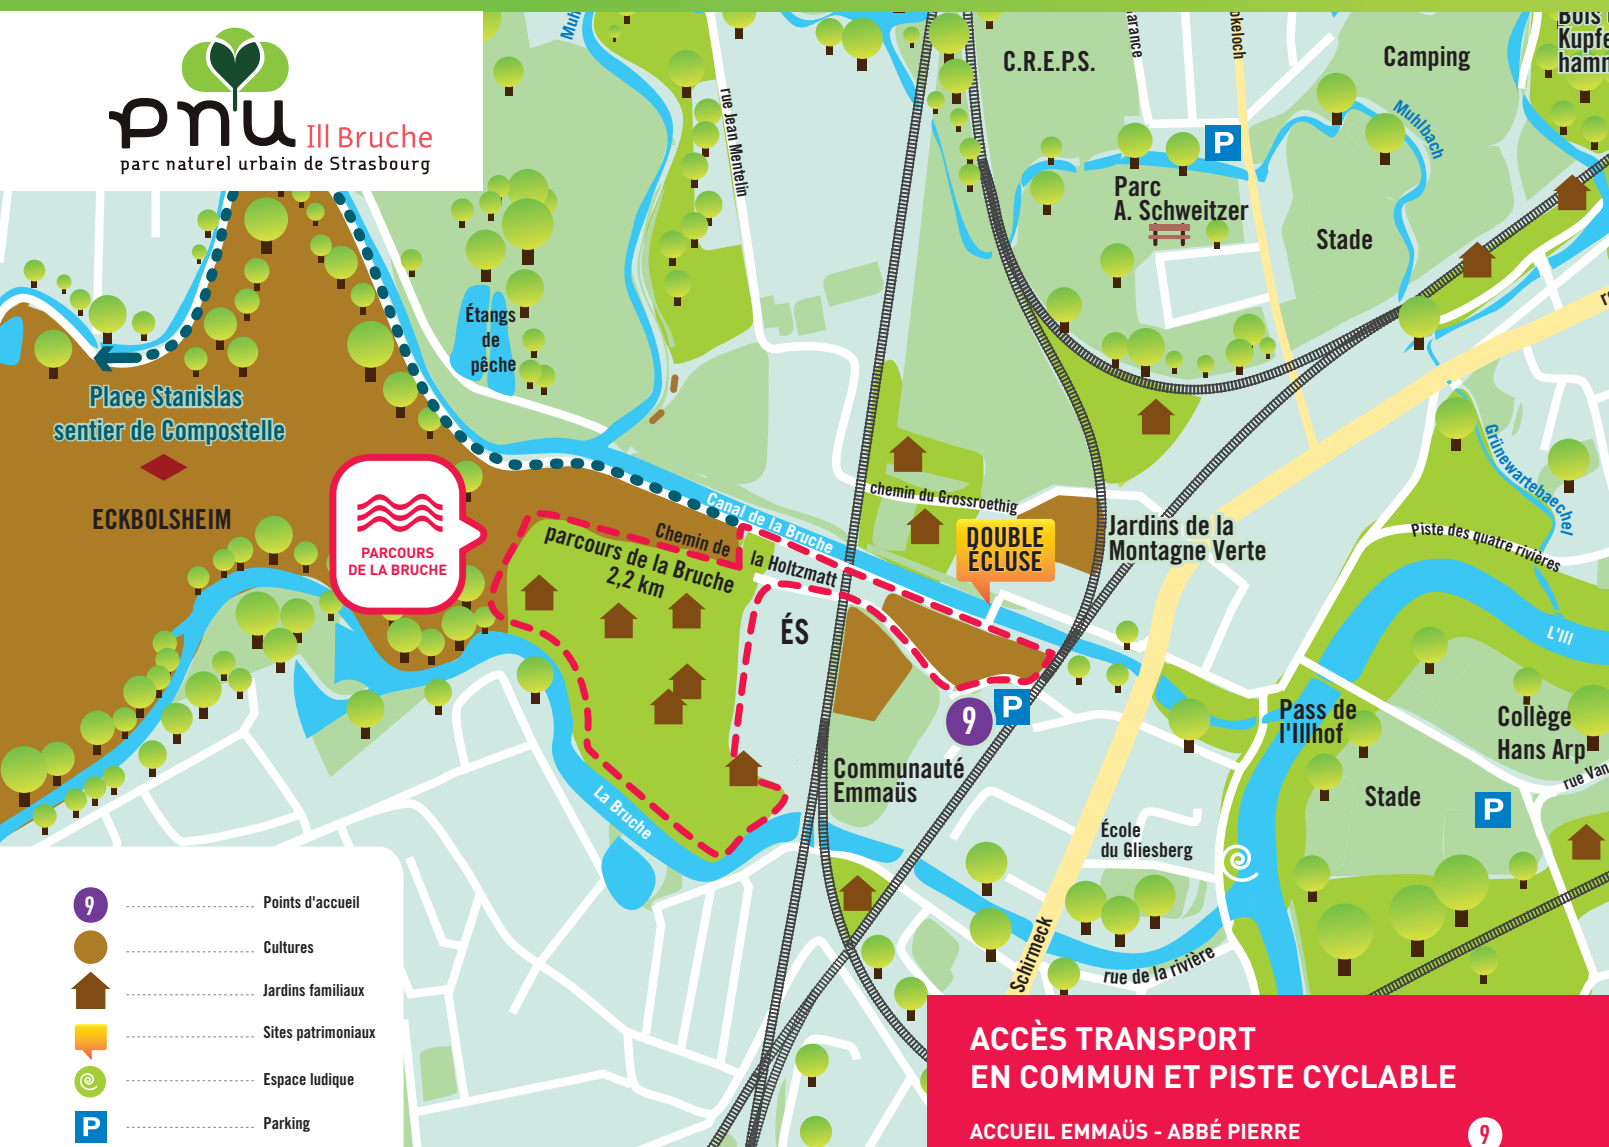 pnu Ill Bruche
parc naturel urbain de Strasbourg
rue Jean Mentelin
C.R.E.P.S.
Camping
Kupfe
hamm
Muhlbach
P
Parc
A. Schweitzer
Stade
Étangs
de
pêche
Place Stanislas
sentier de Compostelle
ECKBOLSHEIM
PARCOURS
DE LA BRUCHE
parcours de la Bruche
2,2 km
Chemin de
la Holtzmatt
Canal de la Bruche
chemin du Grossroethig
DOUBLE
ÉCLUSE
Jardins de la
Montagne Verte
Grünewartebaechel
Piste des quatre rivières
L'Ill
ÉS
9
P
Pass de
l'Illhof
Collège
Hans Arp
rue Van
Stade
P
Communauté
Emmaüs
La Bruche
École
du Gliesberg
Schirmeck
rue de la rivière
9 Points d'accueil
Cultures
Jardins familiaux
Sites patrimoniaux
Espace ludique
P Parking
ACCÈS TRANSPORT
EN COMMUN ET PISTE CYCLABLE
ACCUEIL EMMAÜS - ABBÉ PIERRE 9